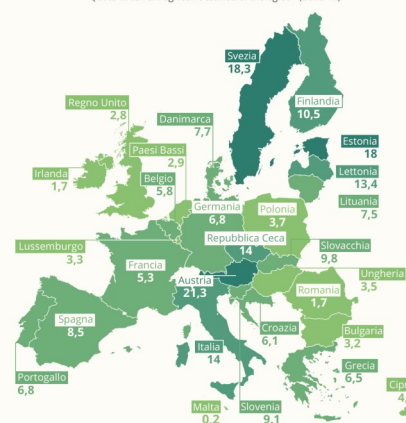 Svezia
18,3
Finlandia
10,5
Regno Unito
2,8
Danimarca
7,7
Estonia
18
Paesi Bassi
2,9
Irlanda
1,7
Belgio
5,8
Lettonia
13,4
Lituania
7,5
Germania
6,8
Polonia
3,7
Repubblica Ceca
14
Slovacchia
9,8
Lussemburgo
3,3
Francia
5,3
Austria
21,3
Ungheria
3,5
Romania
1,7
Spagna
8,5
Croazia
6,1
Bulgaria
3,2
Italia
14
Grecia
6,5
Portogallo
6,8
Malta
0,2
Slovenia
9,1